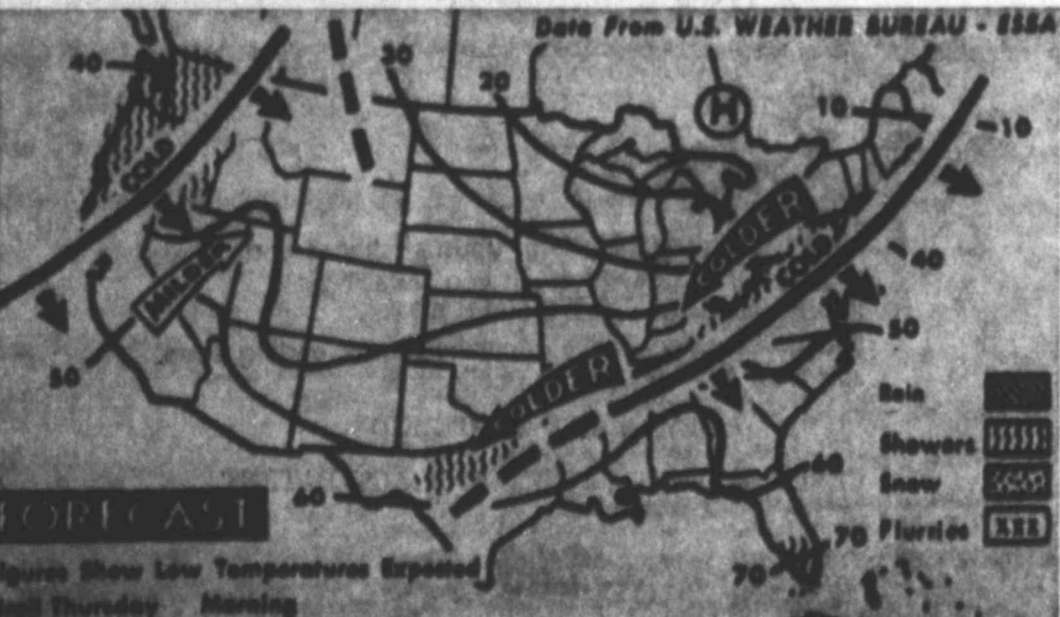 Data From U.S. WEATHER BUREAU - ESSA
40
30
20
H
10
10
COLD
COLDER
COLD
MILDER
40
50
50
COLDER
Rain
Showers
Snow
60
60
FORECAST
Flurries
70
70
Figures Show Low Temperatures Expected
Until Thursday Morning